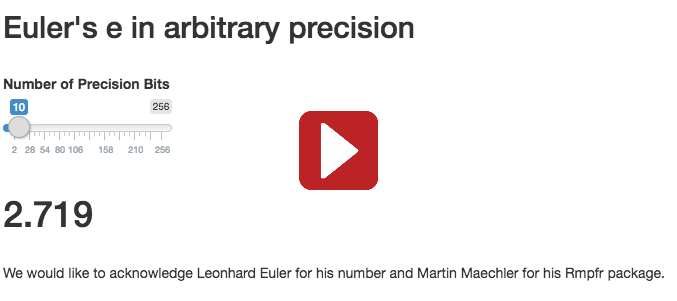 Euler's e in arbitrary precision
Number of Precision Bits
10 256
2 28 54 80 106 158 210 256
2.719
We would like to acknowledge Leonhard Euler for his number and Martin Maechler for his Rmpfr package.